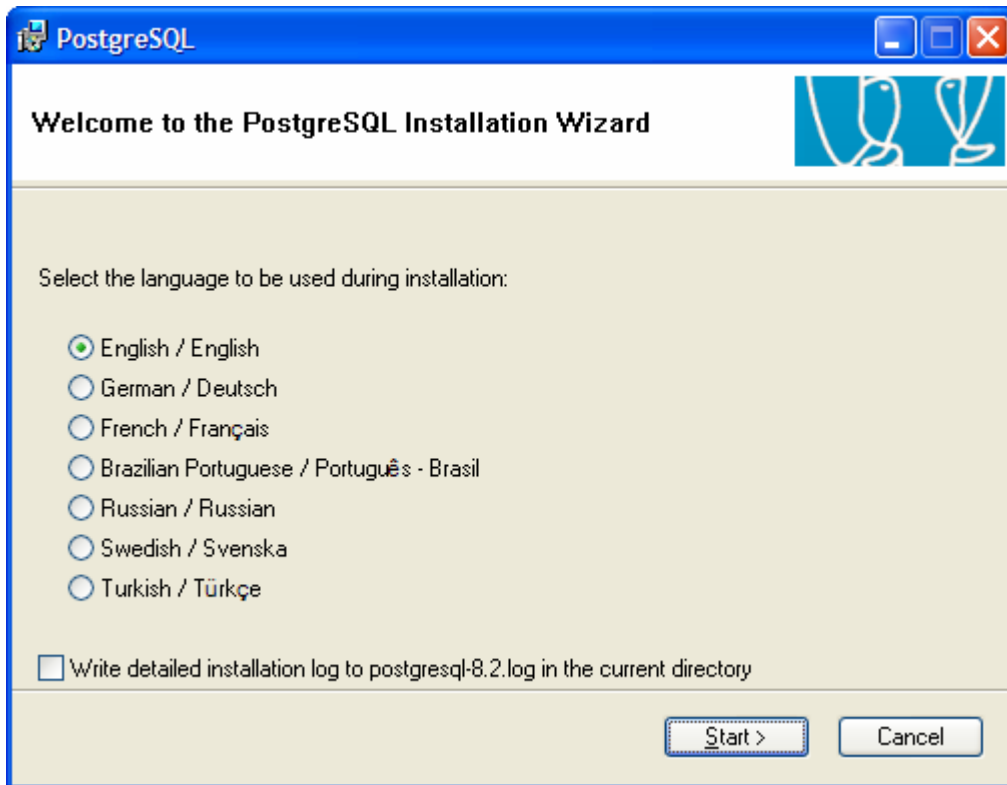 PostgreSQL
Welcome to the PostgreSQL Installation Wizard
Select the language to be used during installation:
English / English
German / Deutsch
French / Français
Brazilian Portuguese / Português - Brasil
Russian / Russian
Swedish / Svenska
Turkish / Türkçe
Write detailed installation log to postgresql-8.2.log in the current directory
Start > Cancel